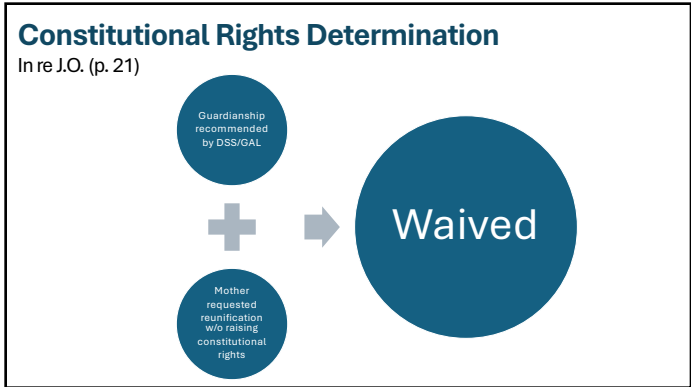 Constitutional Rights Determination
In re J.O. (p. 21)
Guardianship
recommended
by DSS/GAL
Mother
requested
reunification
w/o raising
constitutional
rights
Waived